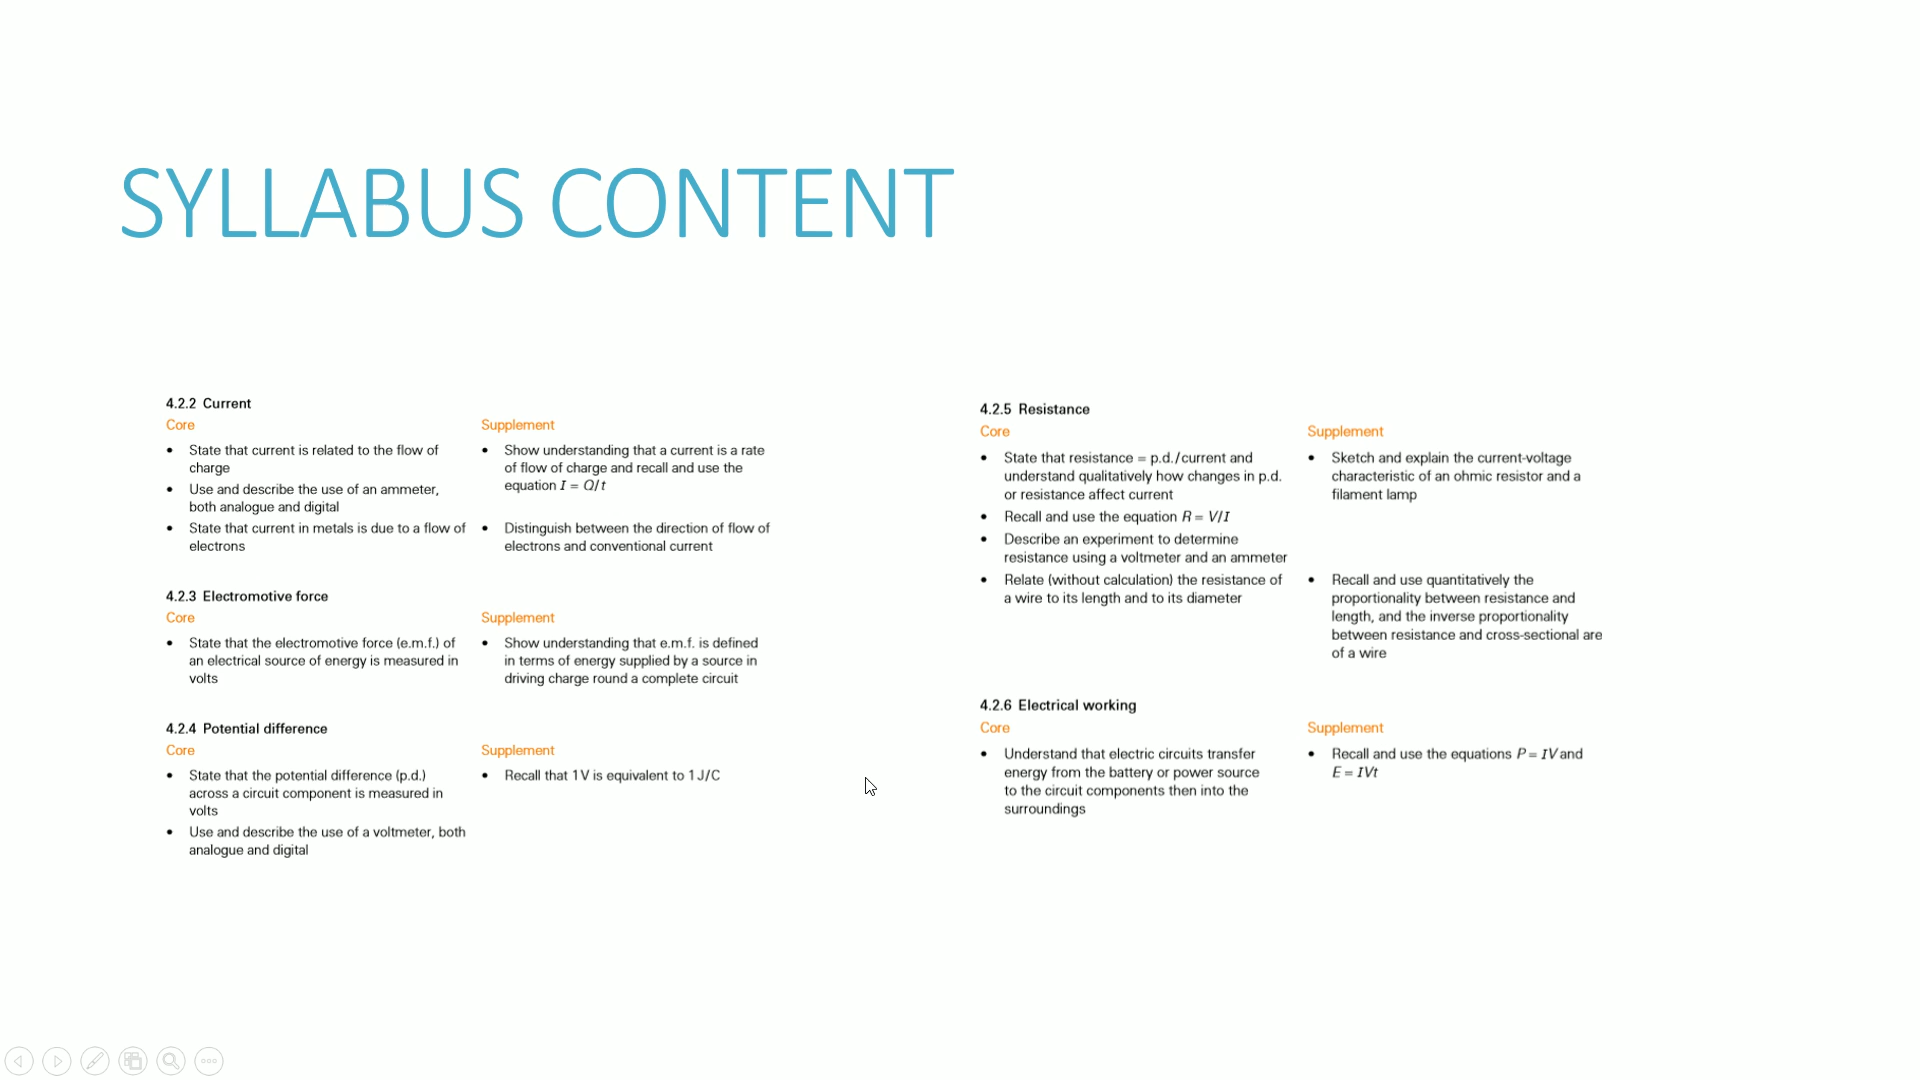 SYLLABUS CONTENT
4.2.2 Current
Core
• State that current is related to the flow of
charge
• Use and describe the use of an ammeter,
both analogue and digital
• State that current in metals is due to a flow of
electrons
Supplement
• Show understanding that a current is a rate
of flow of charge and recall and use the
equation I = Q/t
• Distinguish between the direction of flow of
electrons and conventional current
4.2.3 Electromotive force
Core
• State that the electromotive force (e.m.f.) of
an electrical source of energy is measured in
volts
Supplement
• Show understanding that e.m.f. is defined
in terms of energy supplied by a source in
driving charge round a complete circuit
4.2.4 Potential difference
Core
• State that the potential difference (p.d.)
across a circuit component is measured in
volts
• Use and describe the use of a voltmeter, both
analogue and digital
Supplement
• Recall that 1 V is equivalent to 1 J/C
4.2.5 Resistance
Core
• State that resistance = p.d./current and
understand qualitatively how changes in p.d.
or resistance affect current
• Recall and use the equation R = V/I
• Describe an experiment to determine
resistance using a voltmeter and an ammeter
• Relate (without calculation) the resistance of
a wire to its length and to its diameter
Supplement
• Sketch and explain the current-voltage
characteristic of an ohmic resistor and a
filament lamp
• Recall and use quantitatively the
proportionality between resistance and
length, and the inverse proportionality
between resistance and cross-sectional are
of a wire
4.2.6 Electrical working
Core
• Understand that electric circuits transfer
energy from the battery or power source
to the circuit components then into the
surroundings
Supplement
• Recall and use the equations P = IV and
E = IVt